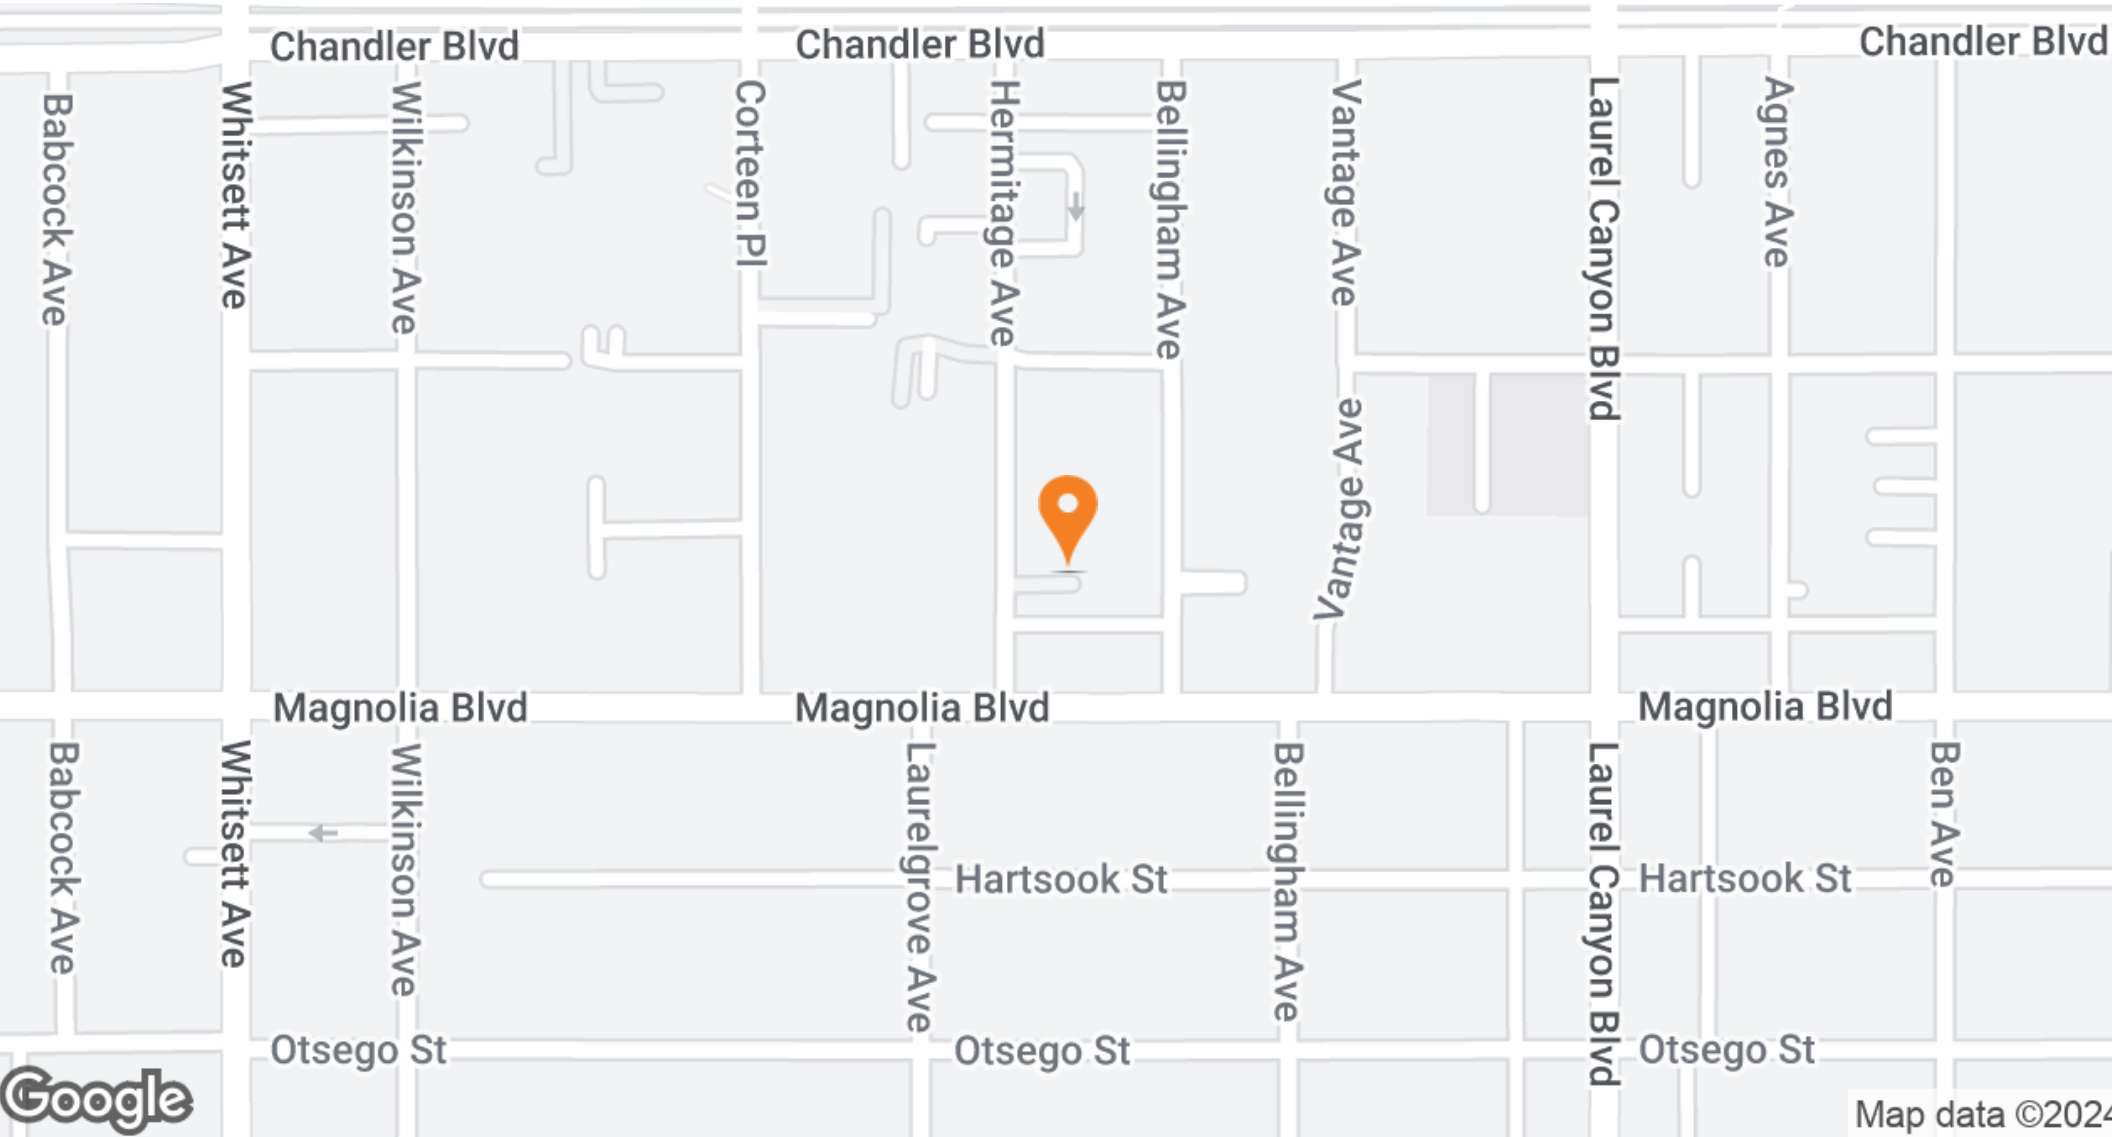 Chandler Blvd
Chandler Blvd
Chandler Blvd
Babcock Ave
Whitsett Ave
Wilkinson Ave
Corteen Pl
Hermitage Ave
Bellingham Ave
Vantage Ave
Laurel Canyon Blvd
Agnes Ave
Vantage Ave
Magnolia Blvd
Magnolia Blvd
Magnolia Blvd
Babcock Ave
Whitsett Ave
Wilkinson Ave
Laurelgrove Ave
Bellingham Ave
Laurel Canyon Blvd
Ben Ave
Hartsook St
Hartsook St
Otsego St
Otsego St
Otsego St
Google
Map data ©2024